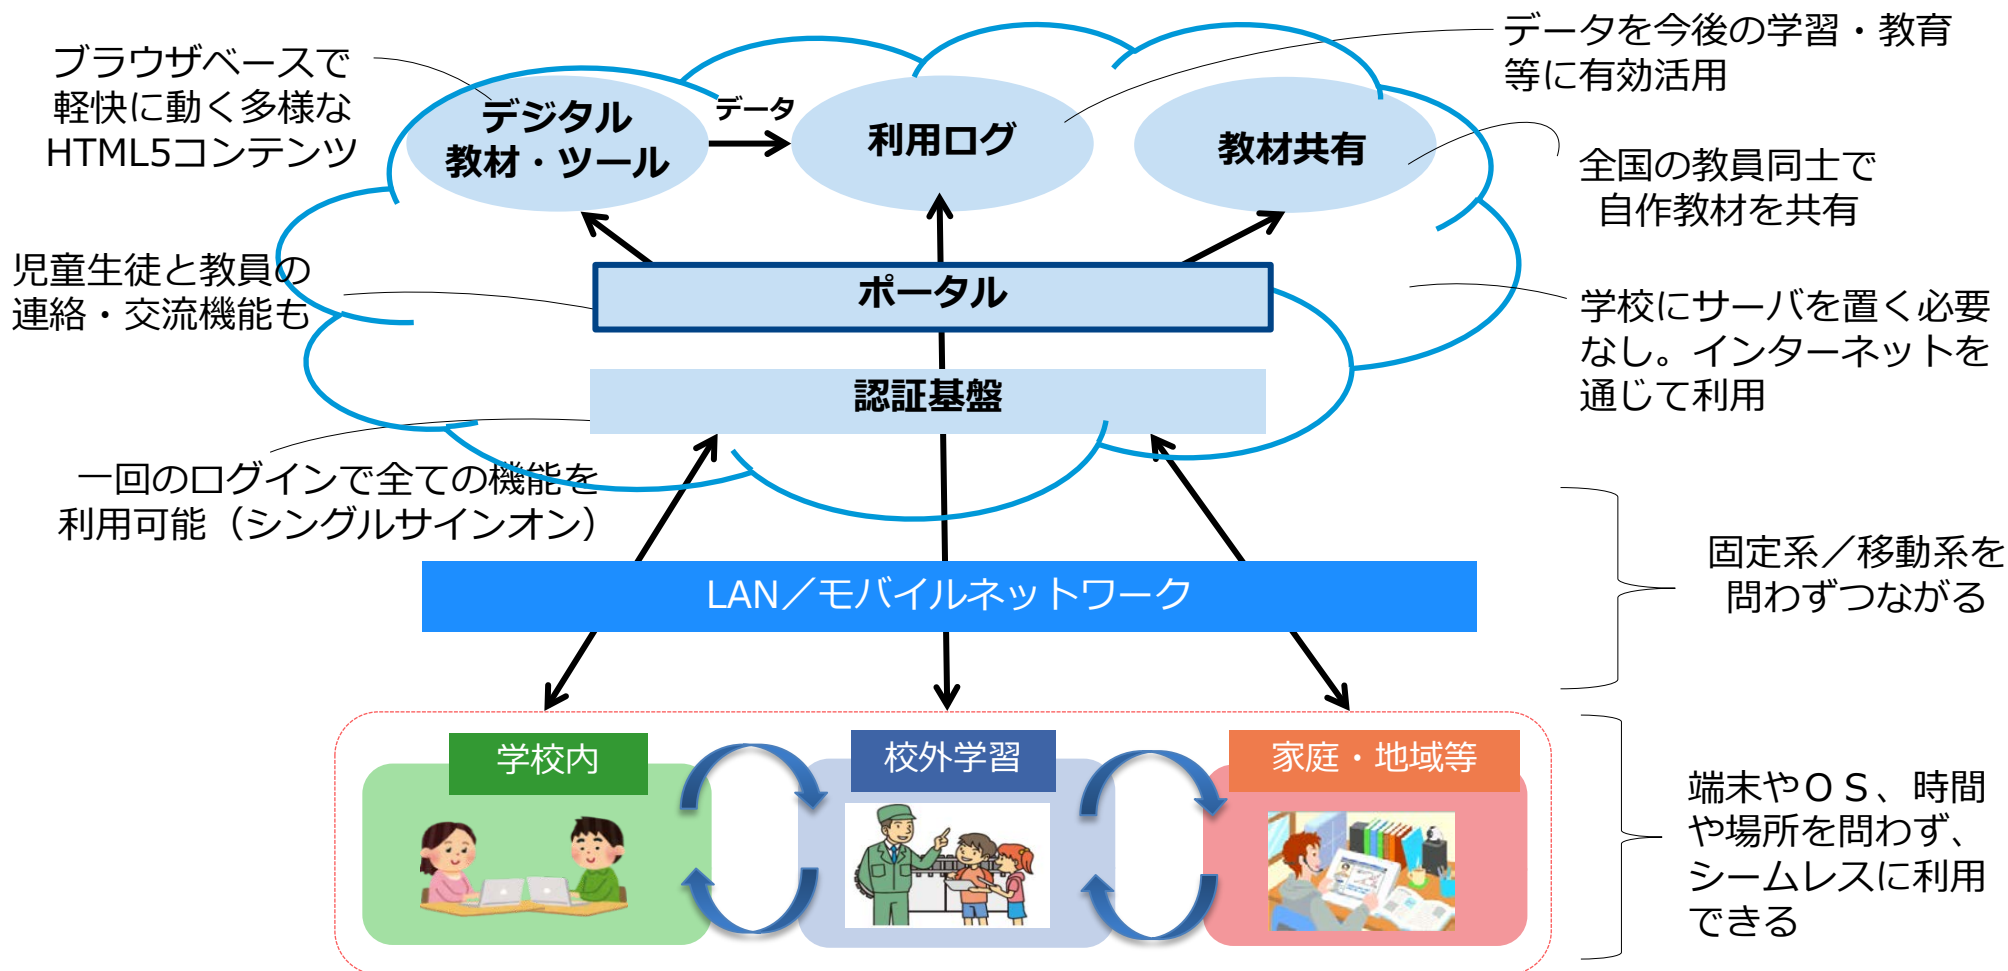 ブラウザベースで
軽快に動く多様な
HTML5コンテンツ
デジタル
教材・ツール
データ
利用ログ
教材共有
データを今後の学習・教育
等に有効活用
全国の教員同士で
自作教材を共有
児童生徒と教員の
連絡・交流機能も
ポータル
学校にサーバを置く必要
なし。インターネットを
通じて利用
認証基盤
一回のログインで全ての機能を
利用可能（シングルサインオン）
LAN／モバイルネットワーク
固定系／移動系を
問わずつながる
学校内
校外学習
家庭・地域等
端末やＯＳ、時間
や場所を問わず、
シームレスに利用
できる